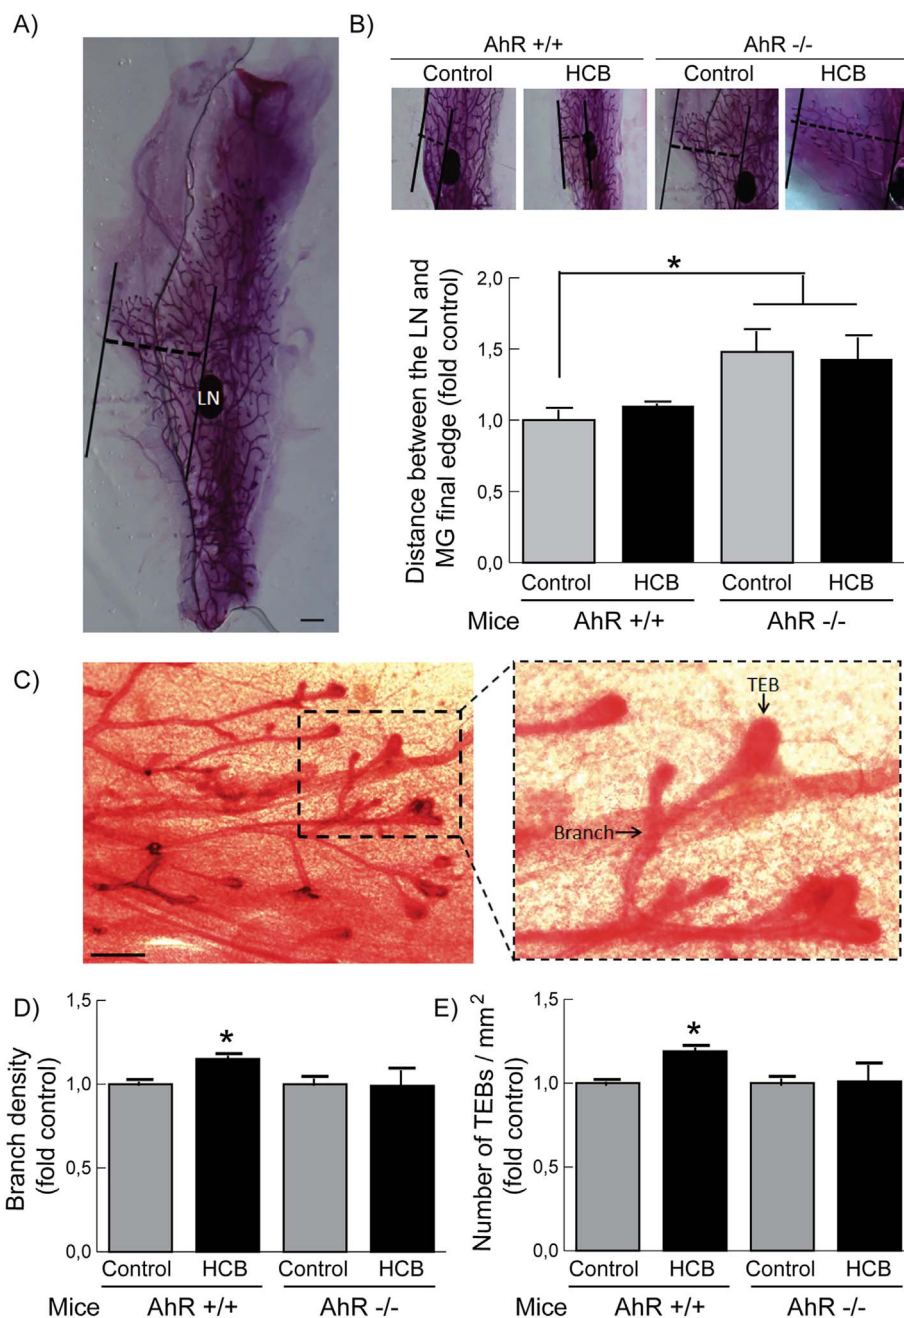 A)
LN
B)
AhR +/+ AhR -/-
Control HCB Control HCB
Distance between the LN and
MG final edge (fold control)
2,0
1,5
1,0
0,5
0,0
*
Control HCB Control HCB
Mice AhR +/+ AhR -/-
C)
TEB
Branch
D)
Branch density
(fold control)
1,5
1,0
0,5
0,0
*
Control HCB Control HCB
Mice AhR +/+ AhR -/-
E)
Number of TEBs / mm²
(fold control)
1,5
1,0
0,5
0,0
*
Control HCB Control HCB
Mice AhR +/+ AhR -/-